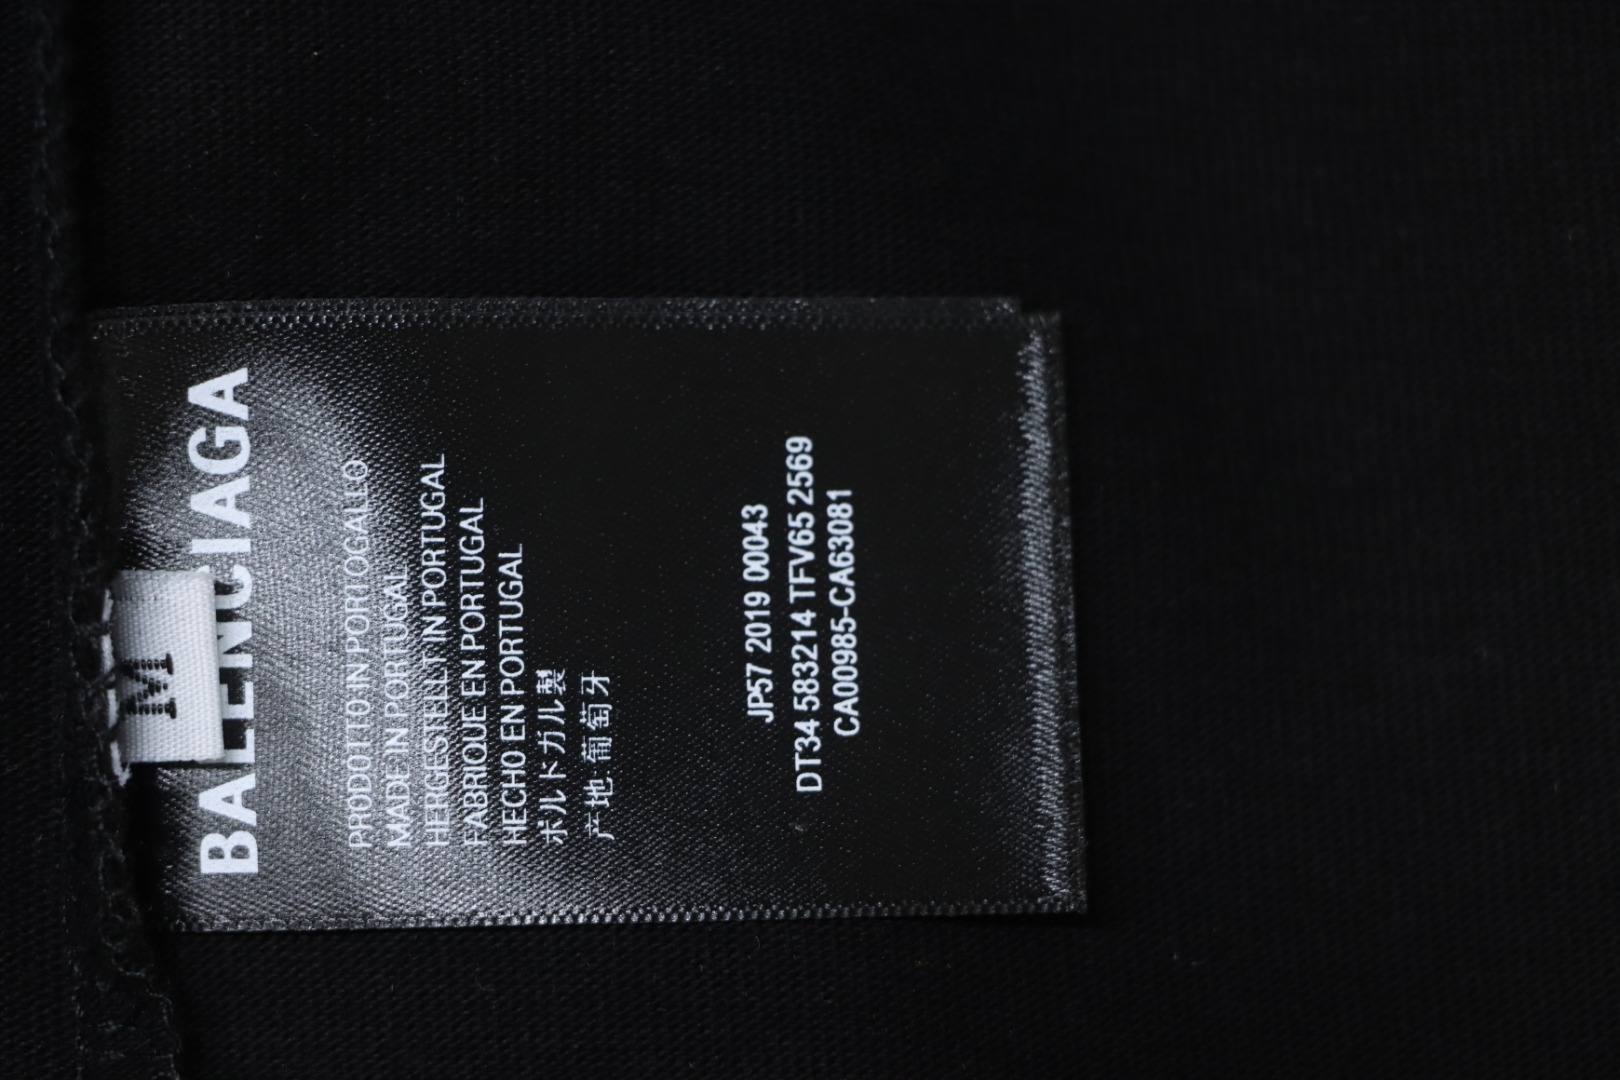 M
BALENCIAGA
PRODOTTO IN PORTOGALLO
MADE IN PORTUGAL
HERGESTELLT IN PORTUGAL
FABRIQUE EN PORTUGAL
HECHO EN PORTUGAL
ポルトガル製
产地:葡萄牙
JP57 2019 00043
DT34 583214 TFV65 2569
CA00985-CA63081